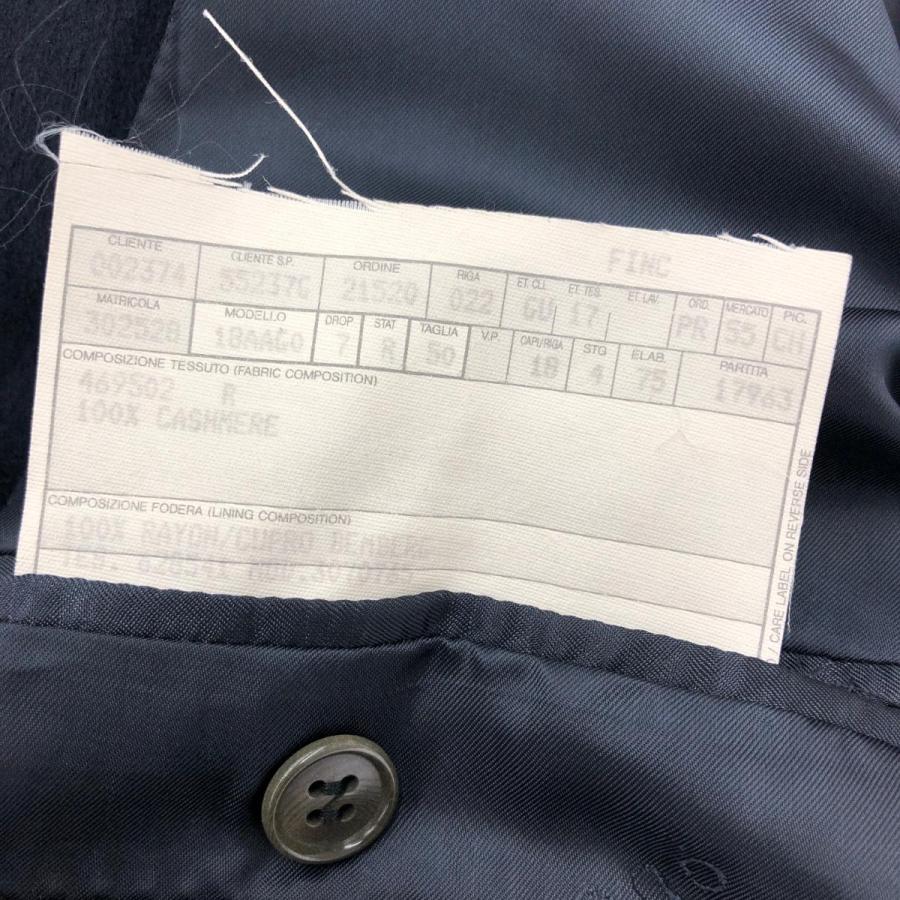 FINC
CLIENTE CLIENTE S.P. ORDINE RIGA ET. CLI. ET. TES. ET. LAV. ORD. MERCATO PIC.
002374 55237C 21520 022 GU 17 PR 55 CH
MATRICOLA MODELLO DROP STAT TAGLIA V.P. CAPI/RIGA STG ELAB. PARTITA
302528 18AAGO 7 R 50 18 4 75 17963
COMPOSIZIONE TESSUTO (FABRIC COMPOSITION)
469502 R
100% CASHMERE
COMPOSIZIONE FODERA (LINING COMPOSITION)
100% RAYON/CUPRO BEMBERG
/ CARE LABEL ON REVERSE SIDE